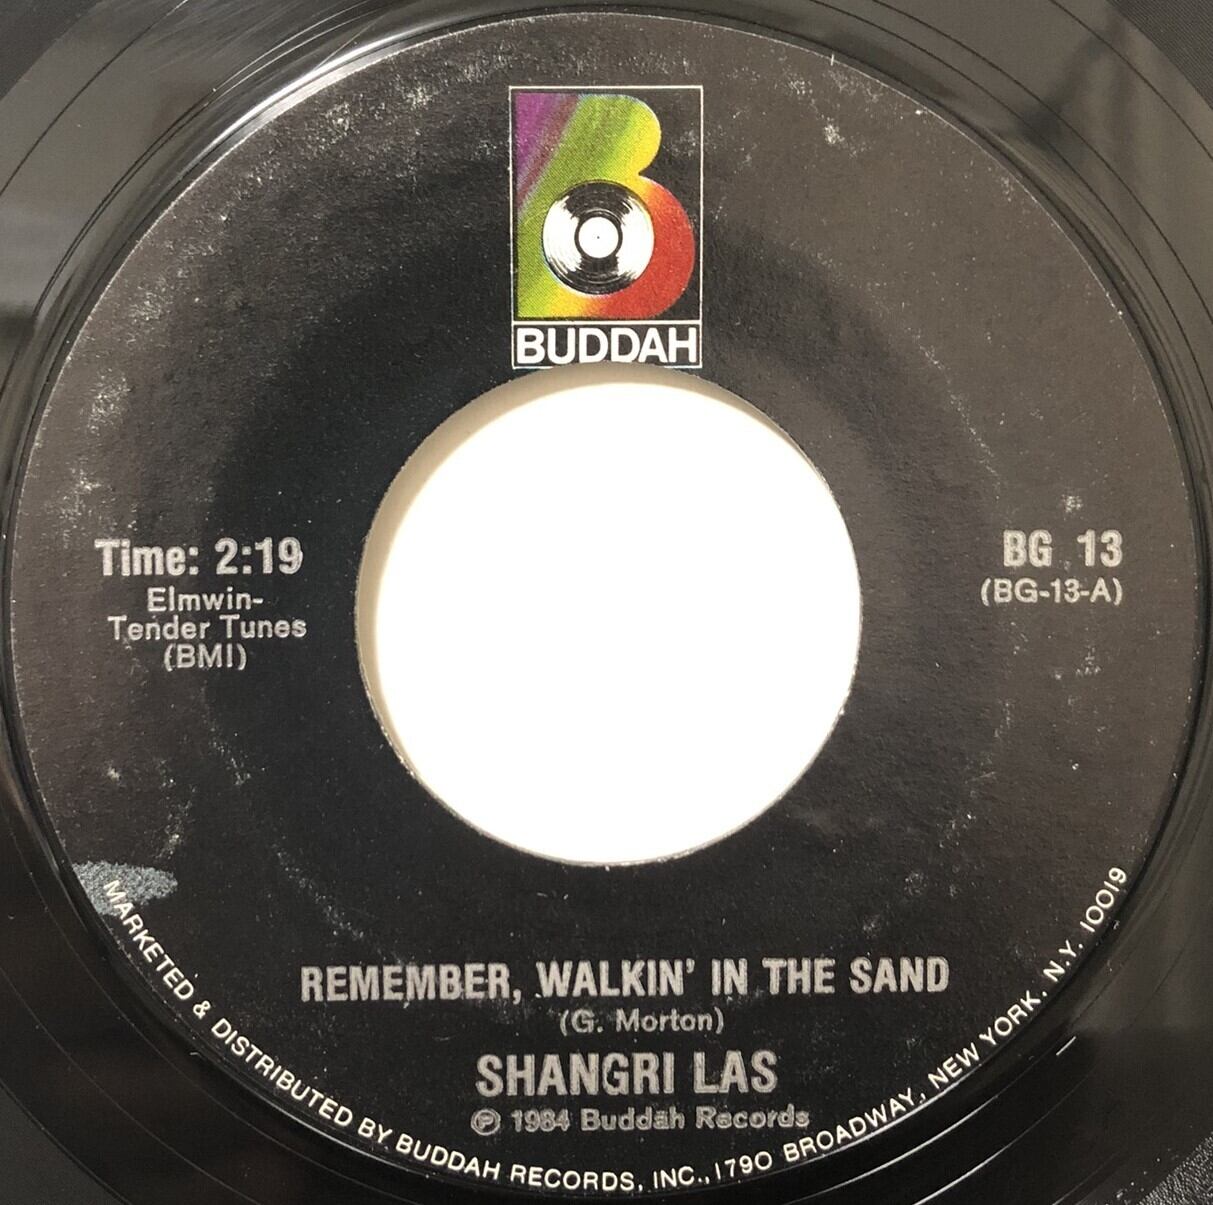 BUDDAH
Time: 2:19
Elmwin-
Tender Tunes
(BMI)
BG 13
(BG-13-A)
REMEMBER, WALKIN' IN THE SAND
(G. Morton)
SHANGRI LAS
℗ 1984 Buddah Records
MARKETED & DISTRIBUTED BY BUDDAH RECORDS, INC., 1790 BROADWAY, NEW YORK, N.Y. 10019